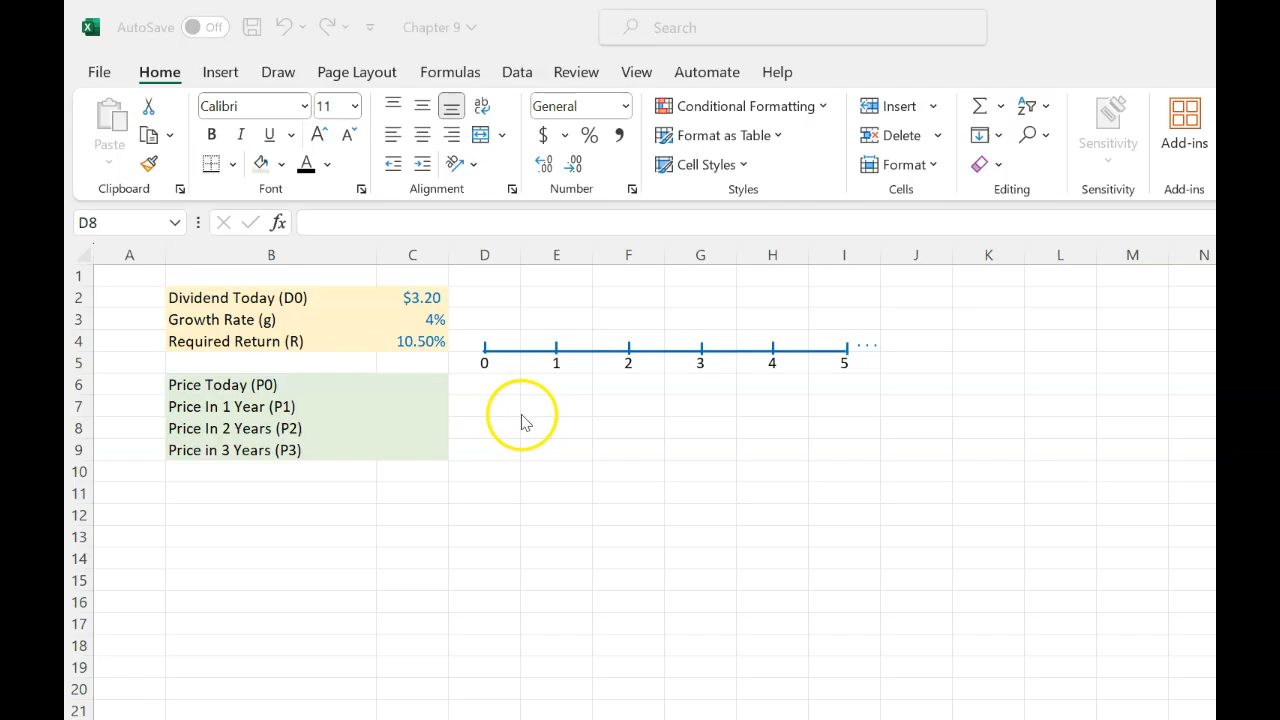 AutoSave Off Chapter 9 Search
File Home Insert Draw Page Layout Formulas Data Review View Automate Help
Paste Calibri 11 B I U A A A ab General $ % 9 Conditional Formatting Format as Table Cell Styles Insert Delete Format Sensitivity Add-ins
Clipboard Font Alignment Number Styles Cells Editing Sensitivity Add-ins
D8 fx
A B C D E F G H I J K L M N
1
2 Dividend Today (D0) $3.20
3 Growth Rate (g) 4%
4 Required Return (R) 10.50% ...
5 0 1 2 3 4 5
6 Price Today (P0)
7 Price In 1 Year (P1)
8 Price In 2 Years (P2)
9 Price in 3 Years (P3)
10
11
12
13
14
15
16
17
18
19
20
21